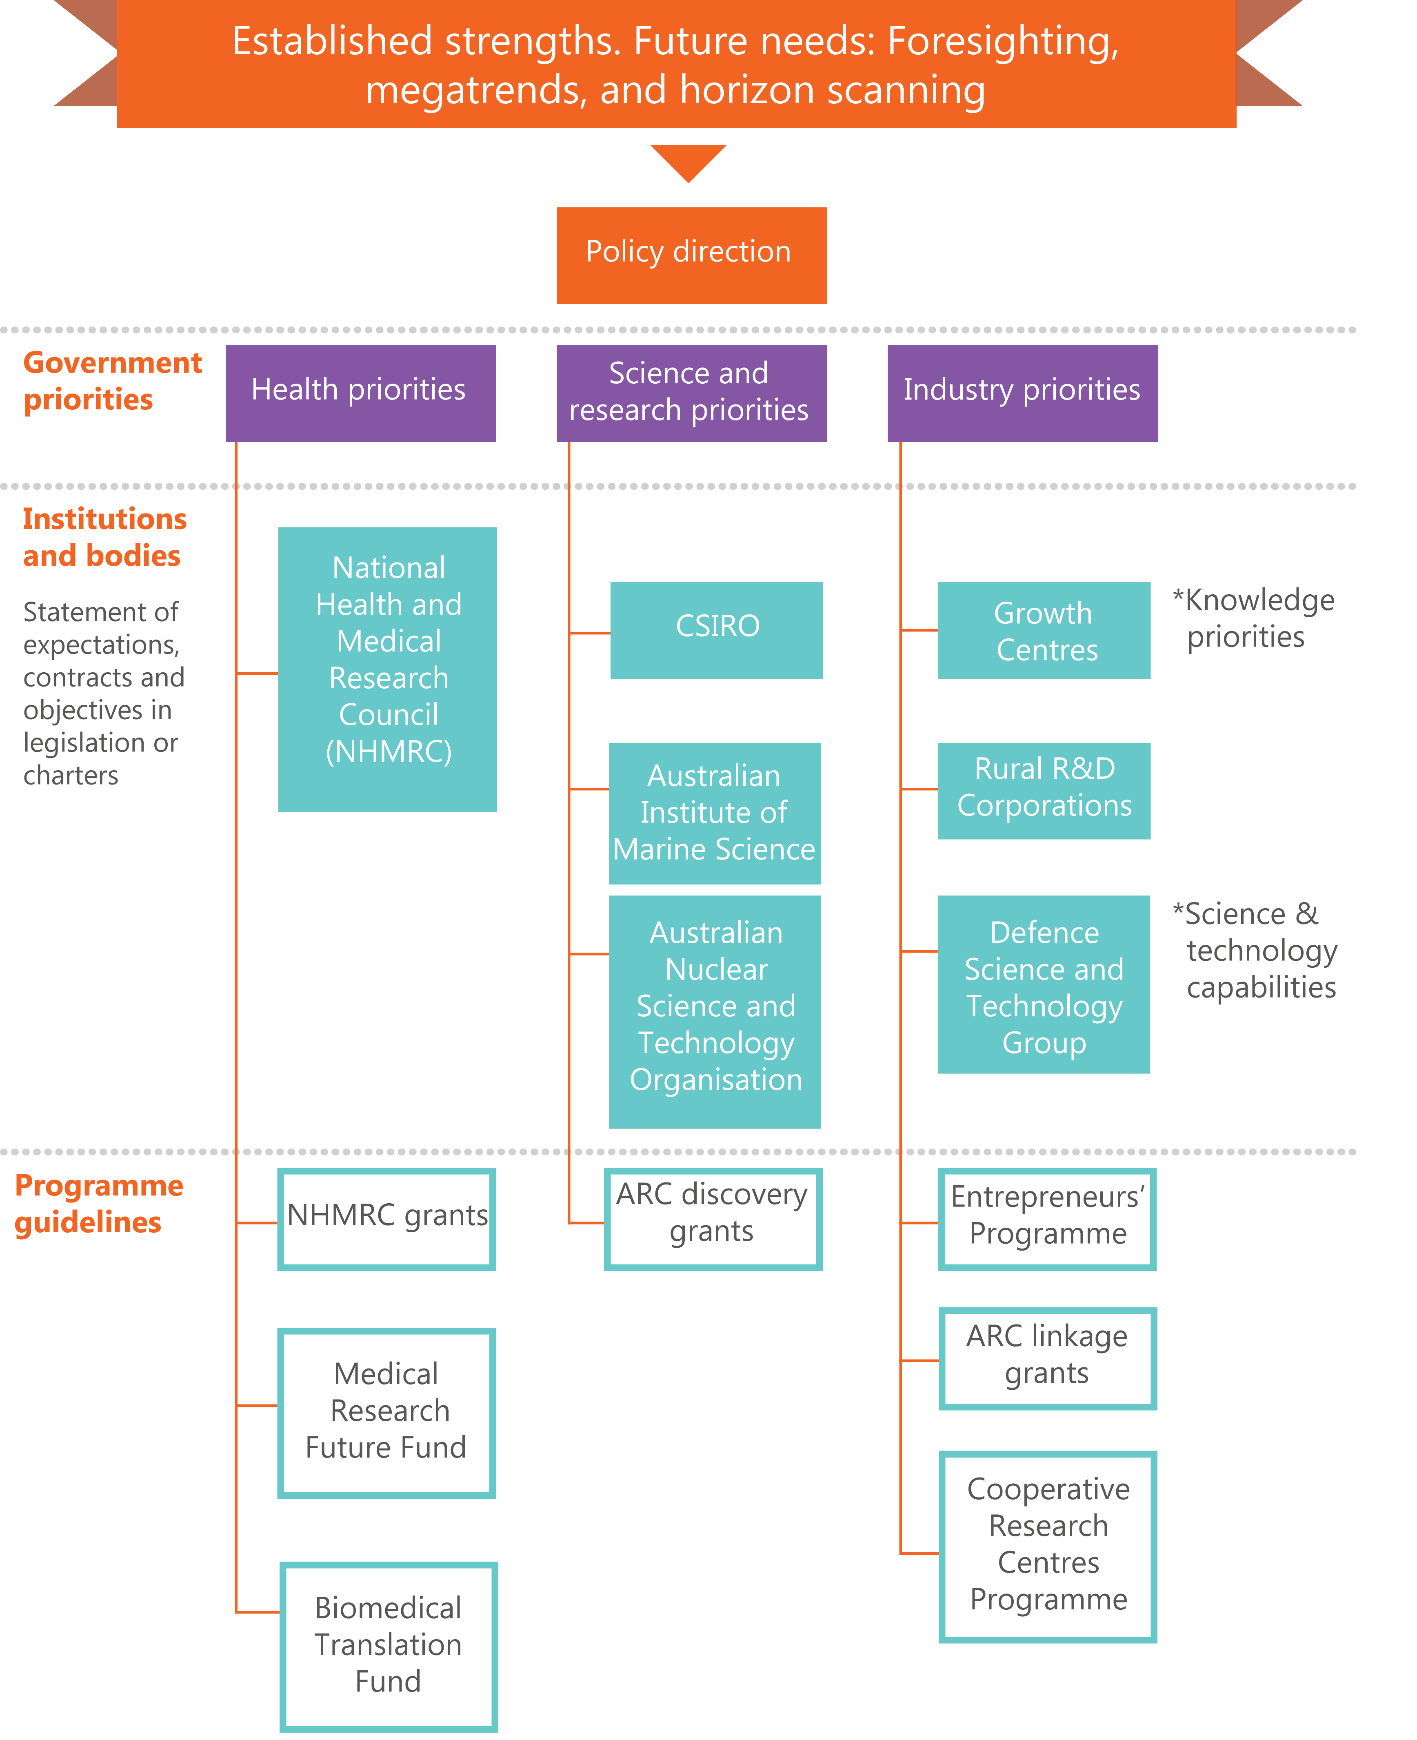 Established strengths. Future needs: Foresighting,
megatrends, and horizon scanning
Policy direction
Government
priorities
Health priorities
Science and
research priorities
Industry priorities
Institutions
and bodies
Statement of
expectations,
contracts and
objectives in
legislation or
charters
National
Health and
Medical
Research
Council
(NHMRC)
CSIRO
Australian
Institute of
Marine Science
Australian
Nuclear
Science and
Technology
Organisation
Growth
Centres
*Knowledge
priorities
Rural R&D
Corporations
Defence
Science and
Technology
Group
*Science &
technology
capabilities
Programme
guidelines
NHMRC grants
Medical
Research
Future Fund
Biomedical
Translation
Fund
ARC discovery
grants
Entrepreneurs’
Programme
ARC linkage
grants
Cooperative
Research
Centres
Programme